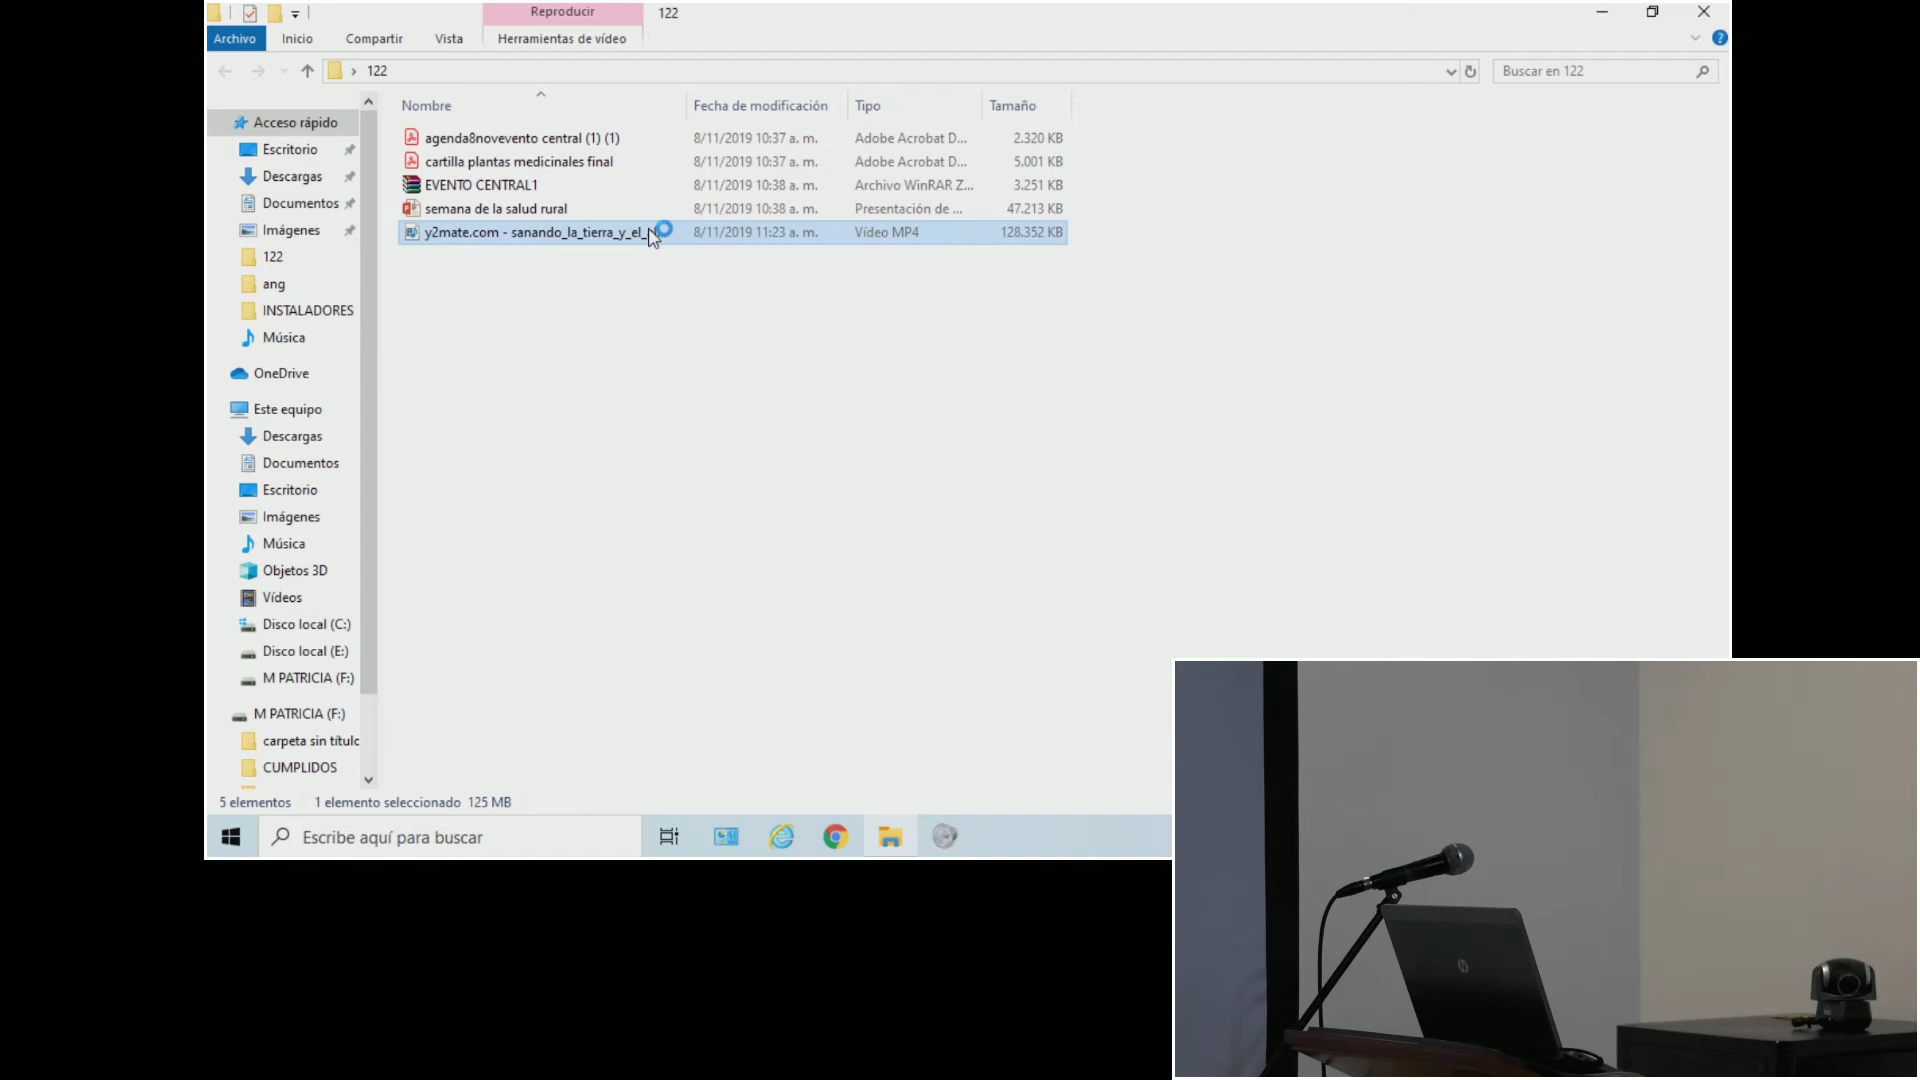 Reproducir
122
Archivo
Inicio
Compartir
Vista
Herramientas de vídeo
122
Buscar en 122
Nombre
Fecha de modificación
Tipo
Tamaño
agenda8novevento central (1) (1) 8/11/2019 10:37 a. m. Adobe Acrobat D... 2.320 KB
cartilla plantas medicinales final 8/11/2019 10:37 a. m. Adobe Acrobat D... 5.001 KB
EVENTO CENTRAL1 8/11/2019 10:38 a. m. Archivo WinRAR Z... 3.251 KB
semana de la salud rural 8/11/2019 10:38 a. m. Presentación de ... 47.213 KB
y2mate.com - sanando_la_tierra_y_el_ 8/11/2019 11:23 a. m. Vídeo MP4 128.352 KB
Acceso rápido
Escritorio
Descargas
Documentos
Imágenes
122
ang
INSTALADORES
Música
OneDrive
Este equipo
Descargas
Documentos
Escritorio
Imágenes
Música
Objetos 3D
Vídeos
Disco local (C:)
Disco local (E:)
M PATRICIA (F:)
M PATRICIA (F:)
carpeta sin títulc
CUMPLIDOS
5 elementos 1 elemento seleccionado 125 MB
Escribe aquí para buscar